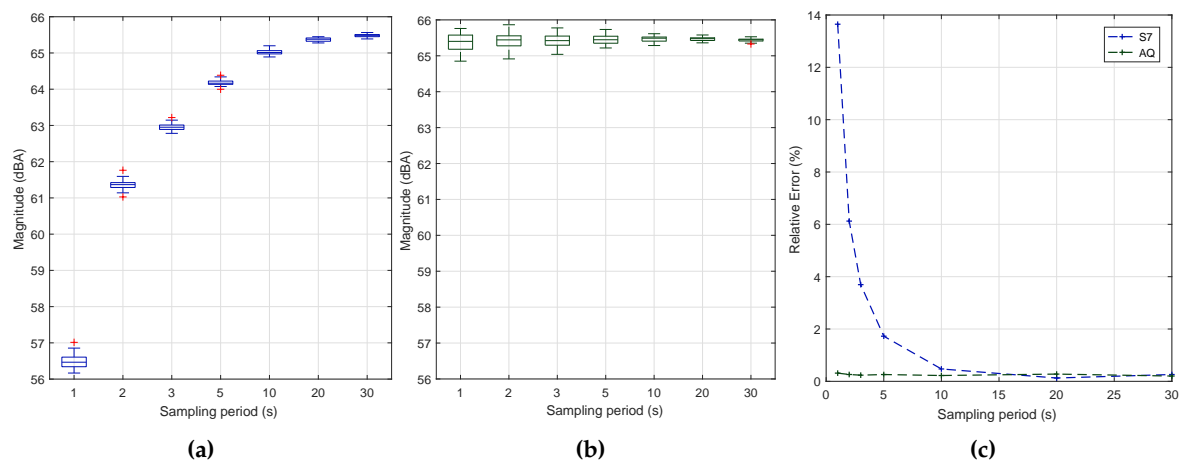 66
65
64
63
62
61
60
59
58
57
56
Magnitude (dBA)
1 2 3 5 10 20 30
Sampling period (s)
(a)
66
65
64
63
62
61
60
59
58
57
56
Magnitude (dBA)
1 2 3 5 10 20 30
Sampling period (s)
(b)
14
12
10
8
6
4
2
0
Relative Error (%)
S7
AQ
0 5 10 15 20 25 30
Sampling period (s)
(c)